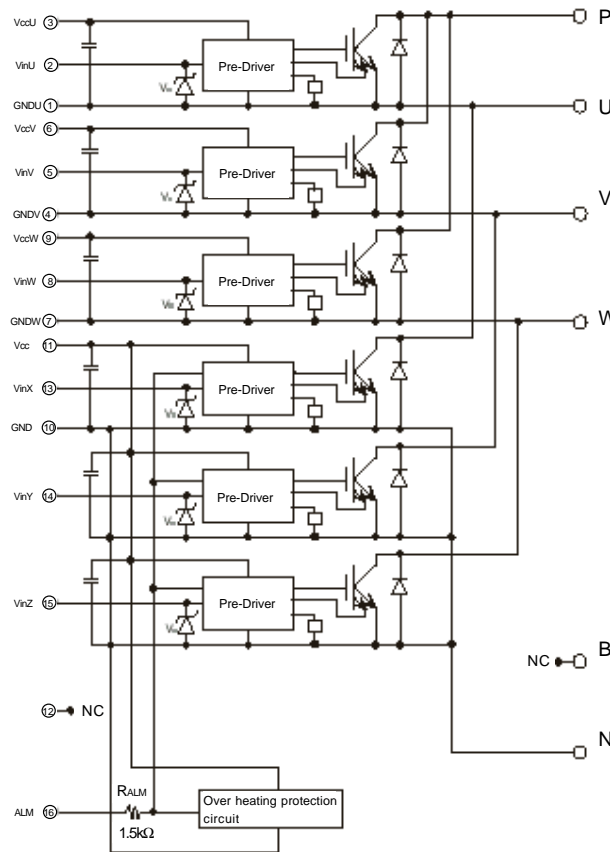 P
VccU 3
VinU 2
Pre-Driver
GNDU 1
U
VccV 6
VinV 5
Pre-Driver
GNDV 4
V
VccW 9
VinW 8
Pre-Driver
GNDW 7
W
Vcc 11
VinX 13
Pre-Driver
GND 10
VinY 14
Pre-Driver
VinZ 15
Pre-Driver
NC B
12 NC
N
RALM
Over heating protection
circuit
ALM 16
1.5kΩ